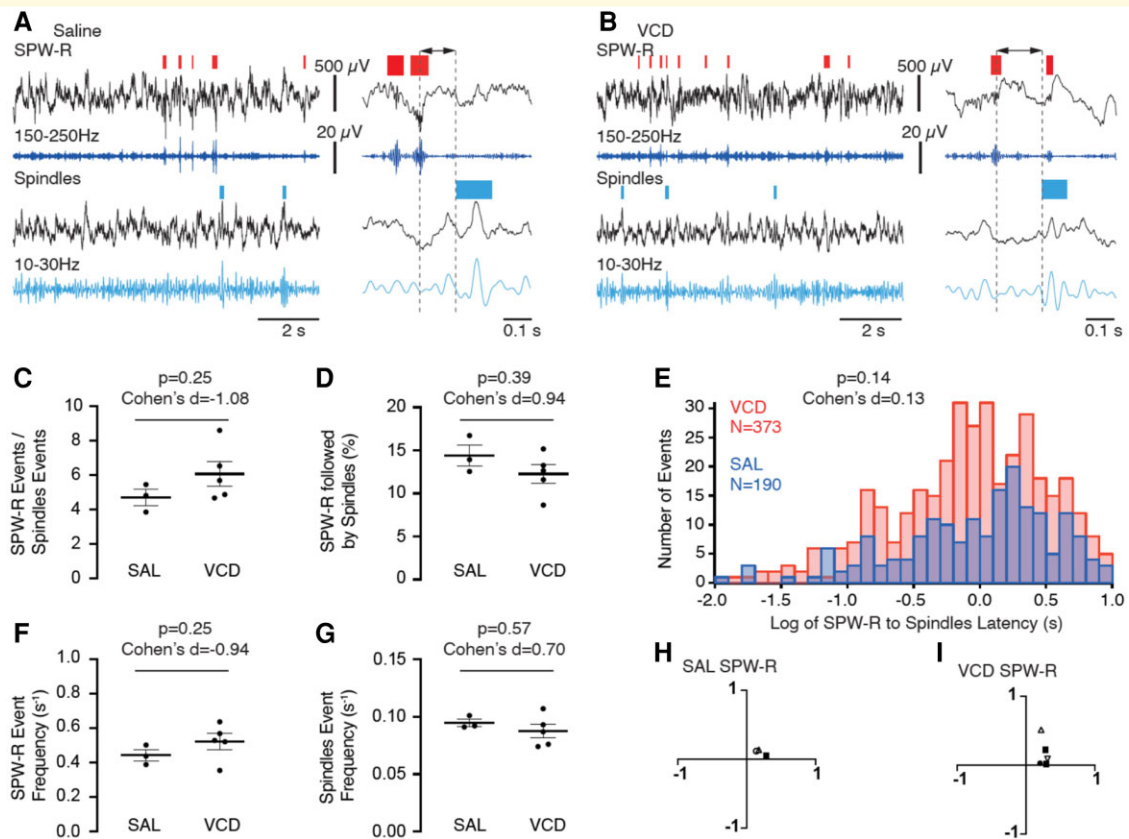 A
Saline
SPW-R
500 µV
150-250Hz
20 µV
Spindles
10-30Hz
2 s
0.1 s
B
VCD
SPW-R
500 µV
150-250Hz
20 µV
Spindles
10-30Hz
2 s
0.1 s
C
p=0.25
Cohen's d=-1.08
SPW-R Events /
Spindles Events
10
8
6
4
2
0
SAL
VCD
D
p=0.39
Cohen's d=0.94
SPW-R followed
by Spindles (%)
20
15
10
5
0
SAL
VCD
E
p=0.14
Cohen's d=0.13
VCD
N=373
SAL
N=190
Number of Events
30
25
20
15
10
5
0
-2.0
-1.5
-1.0
-0.5
0.0
0.5
1.0
Log of SPW-R to Spindles Latency (s)
F
p=0.25
Cohen's d=-0.94
SPW-R Event
Frequency (s⁻¹)
1.0
0.8
0.6
0.4
0.2
0.0
SAL
VCD
G
p=0.57
Cohen's d=0.70
Spindles Event
Frequency (s⁻¹)
0.15
0.10
0.05
0.00
SAL
VCD
H
SAL SPW-R
1
-1
1
-1
I
VCD SPW-R
1
-1
1
-1